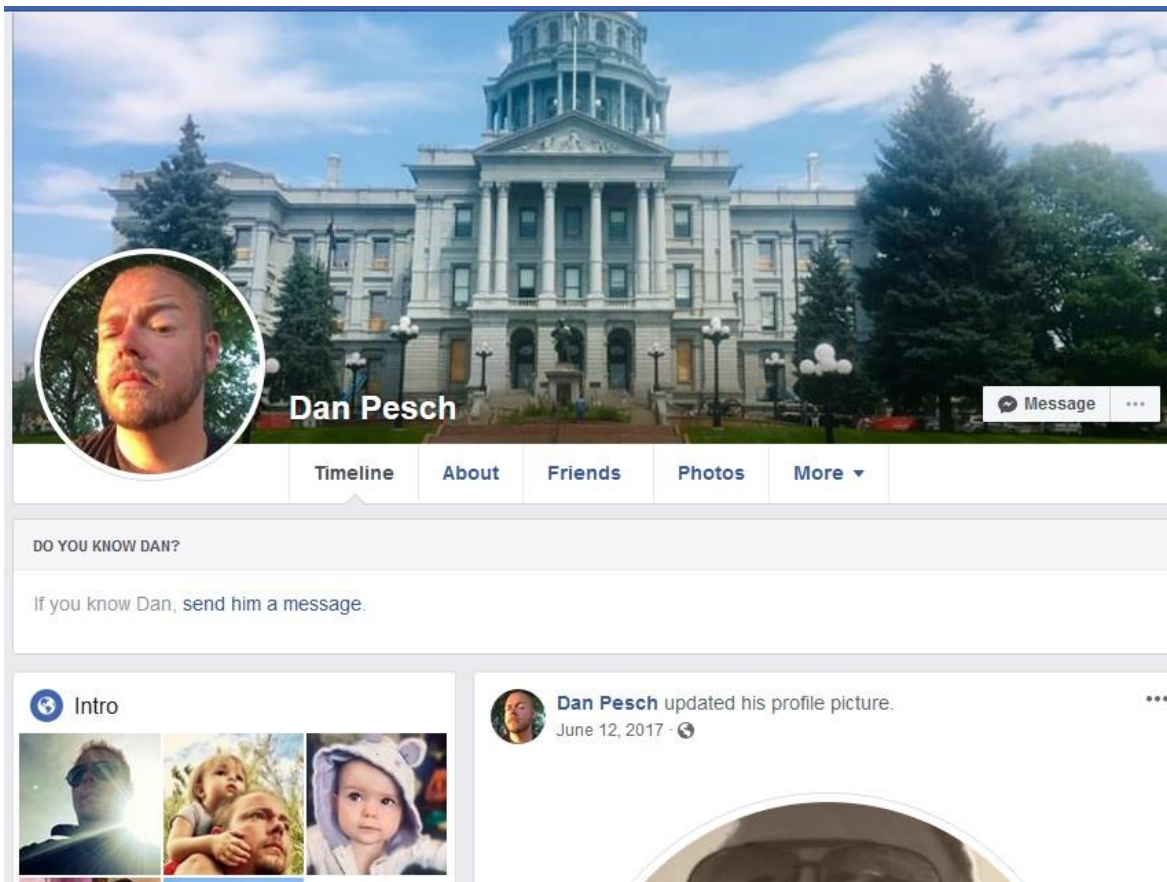 Dan Pesch
Message
Timeline About Friends Photos More
DO YOU KNOW DAN?
If you know Dan, send him a message.
Intro
Dan Pesch updated his profile picture.
June 12, 2017 ·